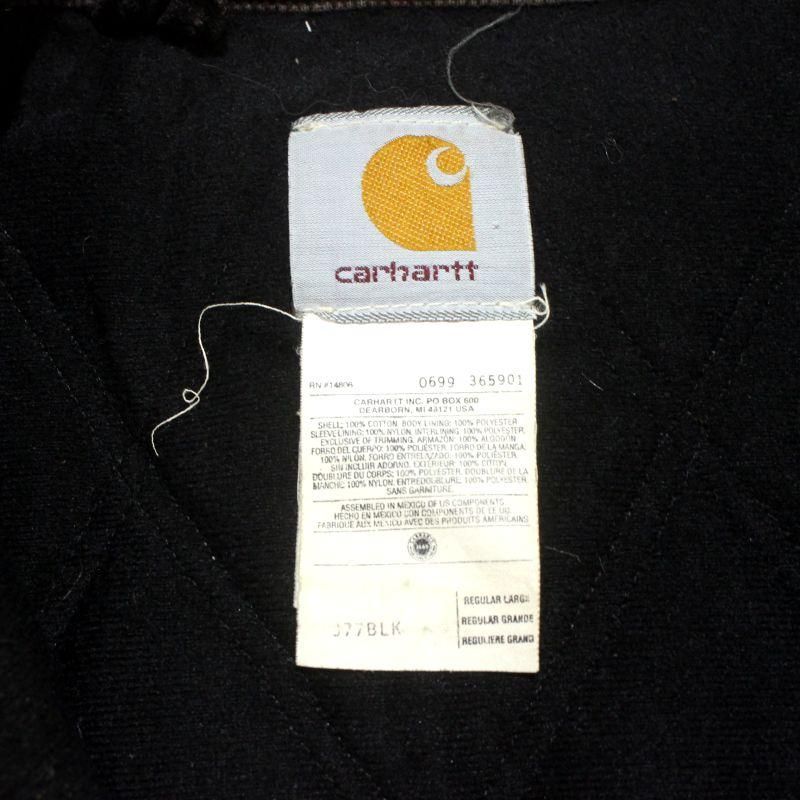 carhartt
RN #14806 0699 365901
CARHARTT INC. PO BOX 600
DEARBORN, MI 48121 USA
SHELL: 100% COTTON. BODY LINING: 100% POLYESTER
SLEEVE LINING: 100% NYLON. INTERLINING: 100% POLYESTER,
EXCLUSIVE OF TRIMMING. ARMAZON: 100% ALGODON
FORRO DEL CUERPO: 100% POLIESTER. FORRO DE LA MANGA:
100% NILON. FORRO ENTRELAZADO: 100% POLIESTER,
SIN INCLUIR ADORNO. EXTERIEUR: 100% COTON.
DOUBLURE DU CORPS: 100% POLYESTER. DOUBLURE DE LA
MANCHE: 100% NYLON. ENTREDOUBLURE: 100% POLYESTER,
SANS GARNITURE.
ASSEMBLED IN MEXICO OF US COMPONENTS
HECHO EN MEXICO CON COMPONENTES DE EE UU
FABRIQUE AUX MEXICO AVEC DES PRODUITS AMERICAINS
1889
J77BLK
REGULAR LARGE
REGULAR GRANDE
REGULIERE GRAND